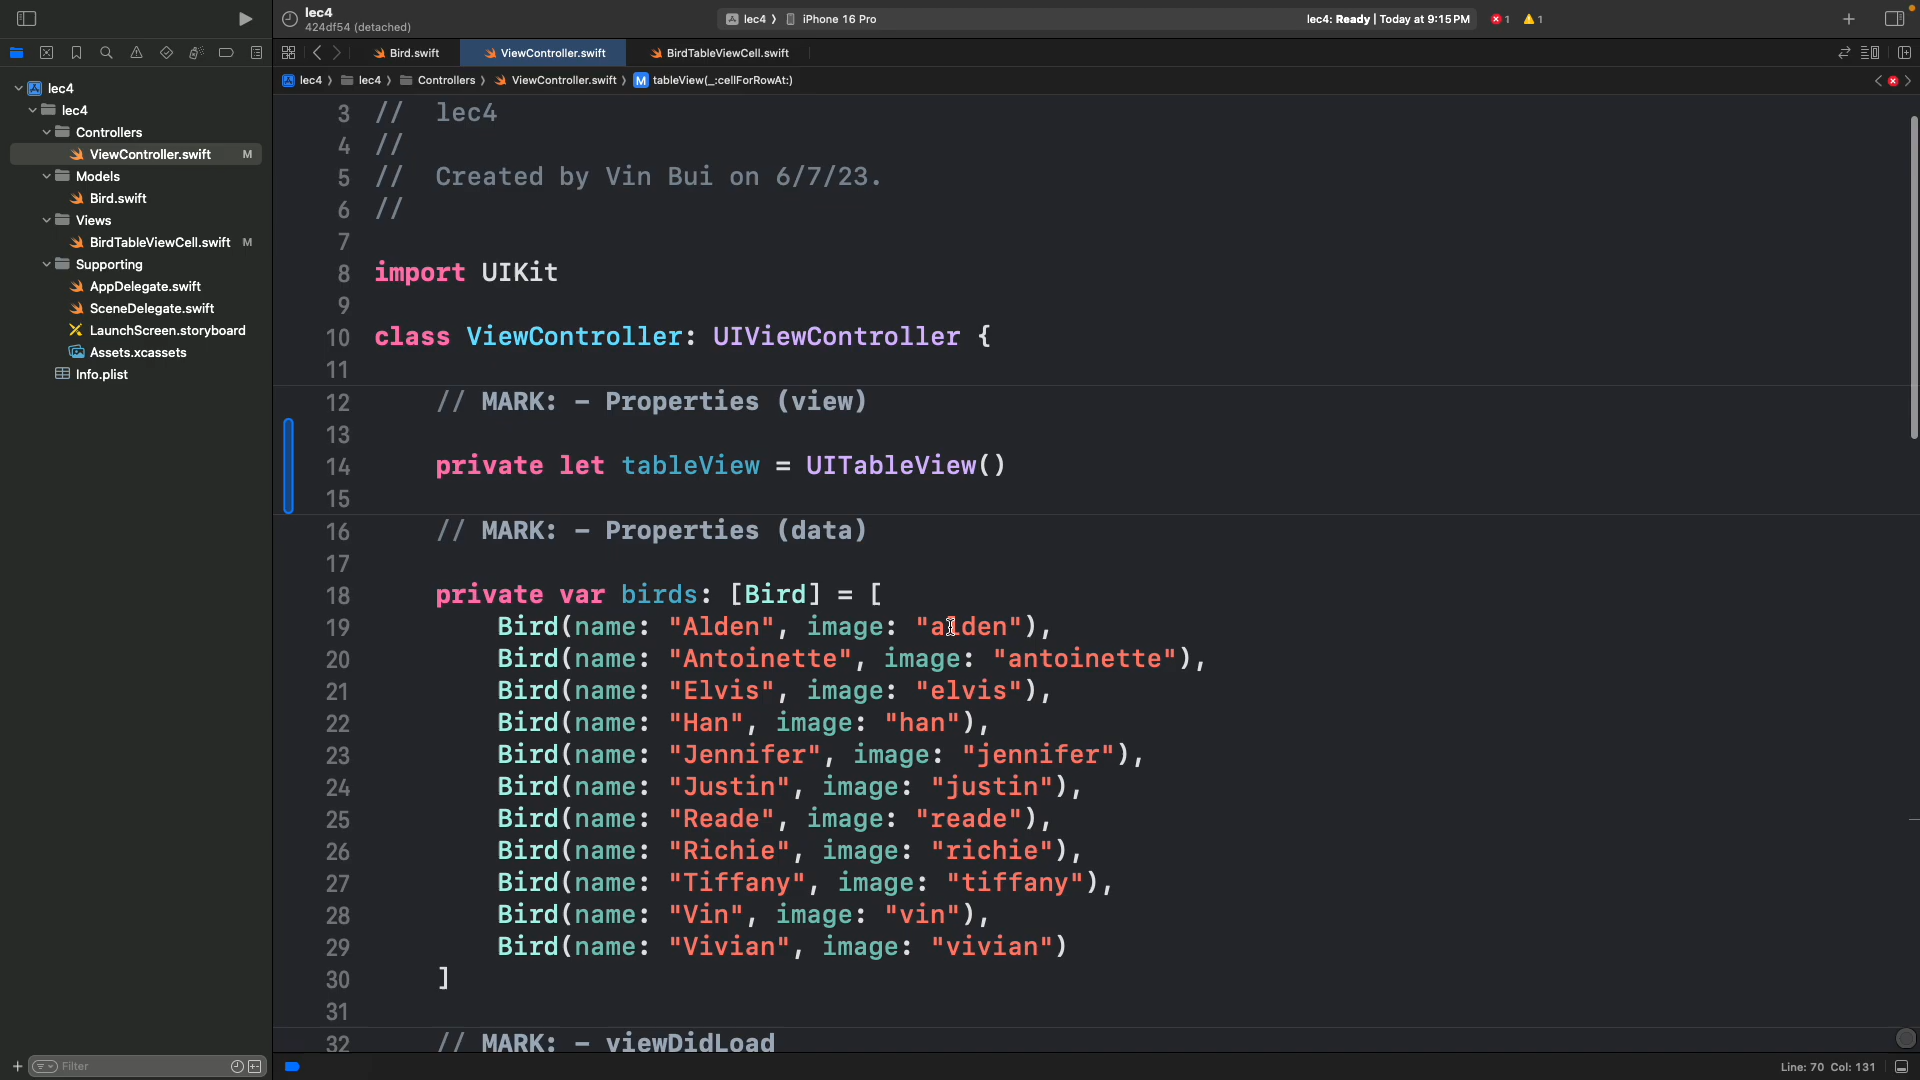 lec4
424df54 (detached)
lec4 › iPhone 16 Pro
lec4: Ready | Today at 9:15 PM
1
1
Bird.swift
ViewController.swift
BirdTableViewCell.swift
lec4 › lec4 › Controllers › ViewController.swift › M tableView(_:cellForRowAt:)
lec4
lec4
Controllers
ViewController.swift M
Models
Bird.swift
Views
BirdTableViewCell.swift M
Supporting
AppDelegate.swift
SceneDelegate.swift
LaunchScreen.storyboard
Assets.xcassets
Info.plist
3 //  lec4
4 //
5 //  Created by Vin Bui on 6/7/23.
6 //
7
8 import UIKit
9
10 class ViewController: UIViewController {
11
12     // MARK: - Properties (view)
13
14     private let tableView = UITableView()
15
16     // MARK: - Properties (data)
17
18     private var birds: [Bird] = [
19         Bird(name: "Alden", image: "alden"),
20         Bird(name: "Antoinette", image: "antoinette"),
21         Bird(name: "Elvis", image: "elvis"),
22         Bird(name: "Han", image: "han"),
23         Bird(name: "Jennifer", image: "jennifer"),
24         Bird(name: "Justin", image: "justin"),
25         Bird(name: "Reade", image: "reade"),
26         Bird(name: "Richie", image: "richie"),
27         Bird(name: "Tiffany", image: "tiffany"),
28         Bird(name: "Vin", image: "vin"),
29         Bird(name: "Vivian", image: "vivian")
30     ]
31
32     // MARK: - viewDidLoad
Filter
Line: 70 Col: 131